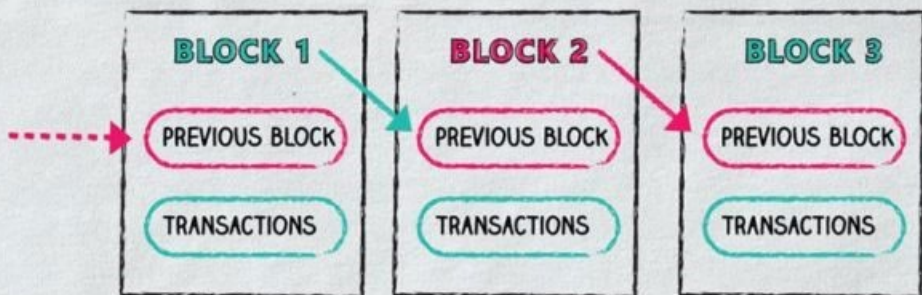 BLOCK 1
PREVIOUS BLOCK
TRANSACTIONS
BLOCK 2
PREVIOUS BLOCK
TRANSACTIONS
BLOCK 3
PREVIOUS BLOCK
TRANSACTIONS